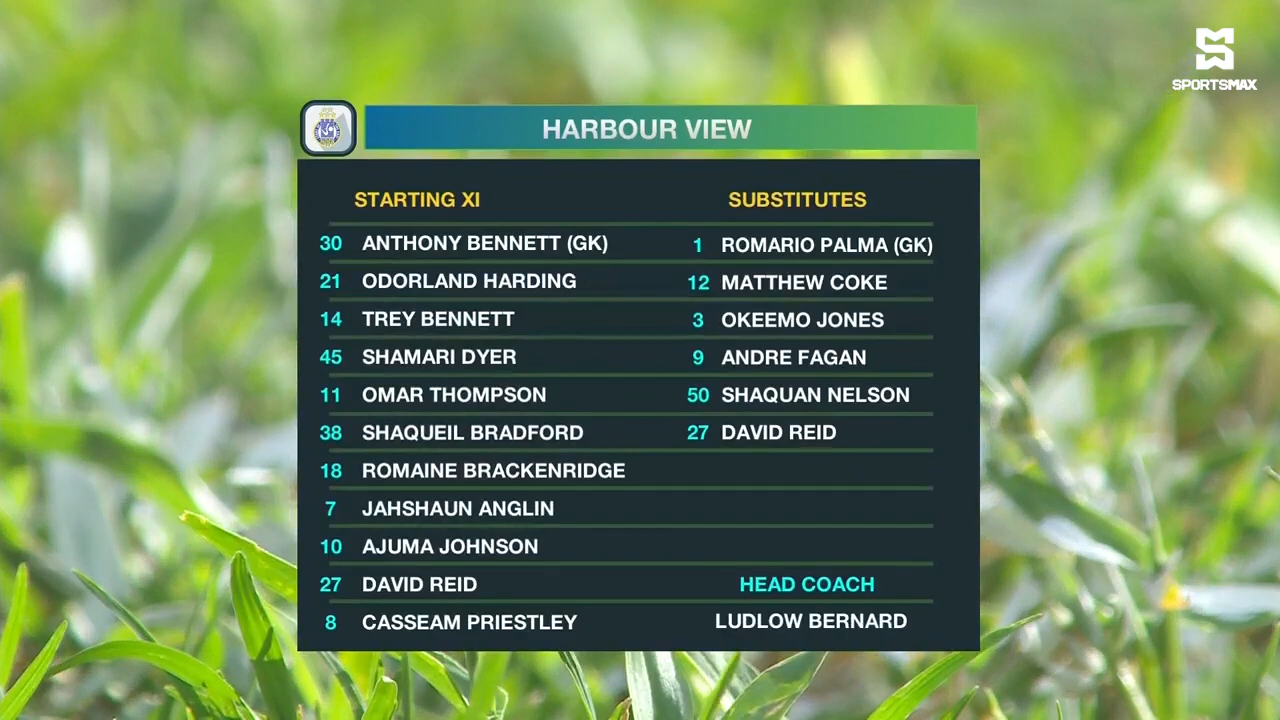 SPORTSMAX
HARBOUR VIEW
STARTING XI
30 ANTHONY BENNETT (GK)
21 ODORLAND HARDING
14 TREY BENNETT
45 SHAMARI DYER
11 OMAR THOMPSON
38 SHAQUEIL BRADFORD
18 ROMAINE BRACKENRIDGE
7 JAHSHAUN ANGLIN
10 AJUMA JOHNSON
27 DAVID REID
8 CASSEAM PRIESTLEY
SUBSTITUTES
1 ROMARIO PALMA (GK)
12 MATTHEW COKE
3 OKEEMO JONES
9 ANDRE FAGAN
50 SHAQUAN NELSON
27 DAVID REID
HEAD COACH
LUDLOW BERNARD